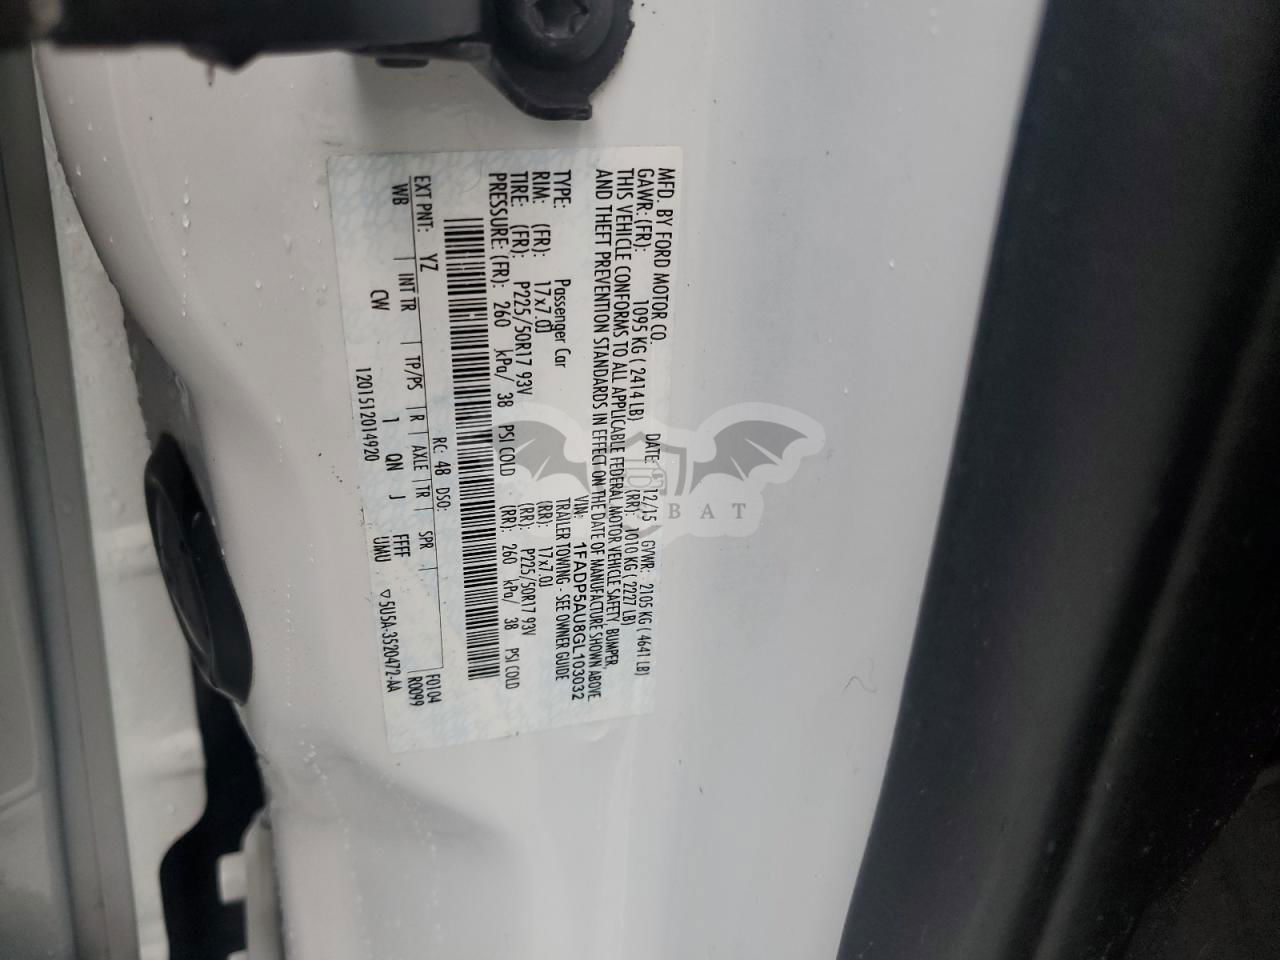 MFD. BY FORD MOTOR CO.
DATE: 12/15 GVWR: 2105 KG ( 4641 LB)
GAWR: (FR): 1095 KG ( 2414 LB) (RR): 1010 KG ( 2227 LB)
THIS VEHICLE CONFORMS TO ALL APPLICABLE FEDERAL MOTOR VEHICLE SAFETY, BUMPER,
AND THEFT PREVENTION STANDARDS IN EFFECT ON THE DATE OF MANUFACTURE SHOWN ABOVE.
VIN: 1FADP5AU8GL103032
TYPE: Passenger Car TRAILER TOWING - SEE OWNER GUIDE
RIM: (FR): 17x7.0J (RR): 17x7.0J
TIRE: (FR): P225/50R17 93V (RR): P225/50R17 93V
PRESSURE: (FR): 260 kPa/ 38 PSI COLD (RR): 260 kPa/ 38 PSI COLD
EXT PNT: YZ RC: 48 DSO: F0104
WB INT TR TP/PS R AXLE TR SPR R0099
CW 1 QN J FFFF
UMU ▽5U5A-3520472-AA
1201512014920
BAT